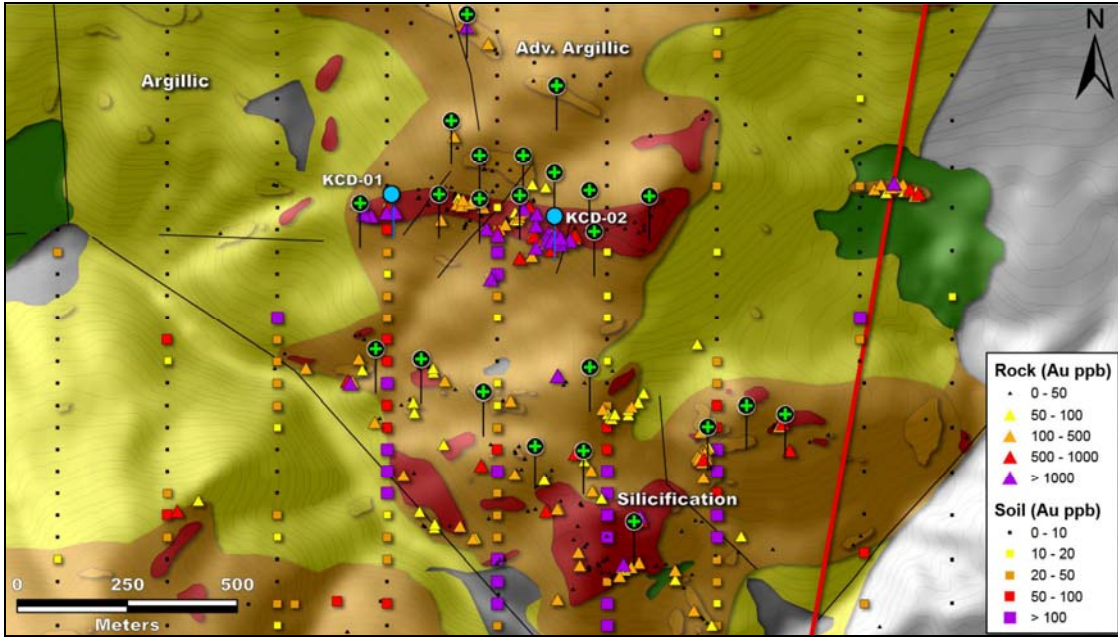 N
Adv. Argillic
Argillic
KCD-01
KCD-02
Silicification
0 250 500
Meters
Rock (Au ppb)
0 - 50
50 - 100
100 - 500
500 - 1000
> 1000
Soil (Au ppb)
0 - 10
10 - 20
20 - 50
50 - 100
> 100